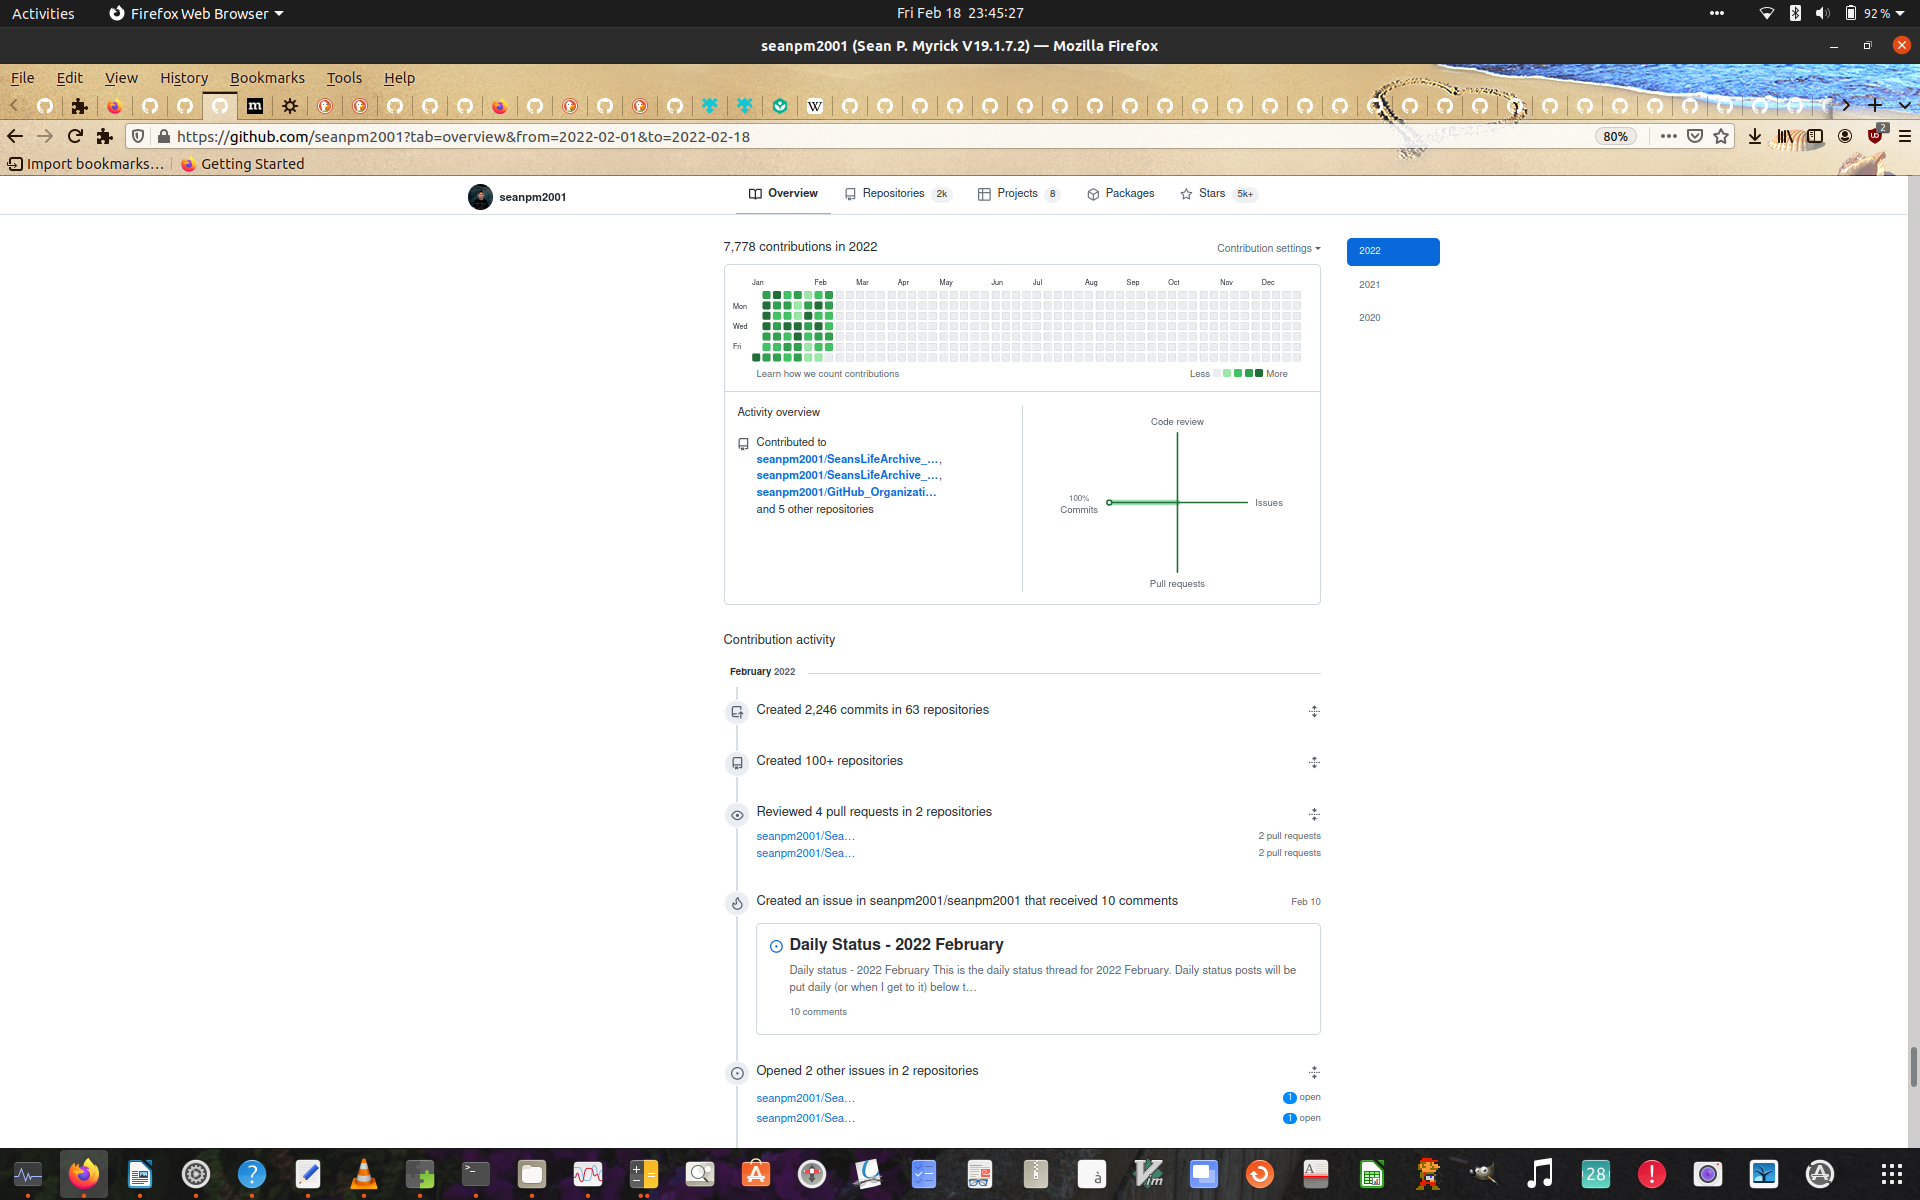 Activities Firefox Web Browser Fri Feb 18 23:45:27 92 %
seanpm2001 (Sean P. Myrick V19.1.7.2) — Mozilla Firefox
File Edit View History Bookmarks Tools Help
m W
https://github.com/seanpm2001?tab=overview&from=2022-02-01&to=2022-02-18 80% 2
Import bookmarks... Getting Started
seanpm2001 Overview Repositories 2k Projects 8 Packages Stars 5k+
7,778 contributions in 2022 Contribution settings 2022
Jan Feb Mar Apr May Jun Jul Aug Sep Oct Nov Dec
2021
Mon
2020
Wed
Fri
Learn how we count contributions Less More
Activity overview
Code review
Contributed to
seanpm2001/SeansLifeArchive_…,
seanpm2001/SeansLifeArchive_…,
seanpm2001/GitHub_Organizati…
100%
Commits Issues
and 5 other repositories
Pull requests
Contribution activity
February 2022
Created 2,246 commits in 63 repositories
Created 100+ repositories
Reviewed 4 pull requests in 2 repositories
seanpm2001/Sea… 2 pull requests
seanpm2001/Sea… 2 pull requests
Created an issue in seanpm2001/seanpm2001 that received 10 comments Feb 10
Daily Status - 2022 February
Daily status - 2022 February This is the daily status thread for 2022 February. Daily status posts will be
put daily (or when I get to it) below t…
10 comments
Opened 2 other issues in 2 repositories
seanpm2001/Sea… 1 open
seanpm2001/Sea… 1 open
? >_ à Vim A 28 !